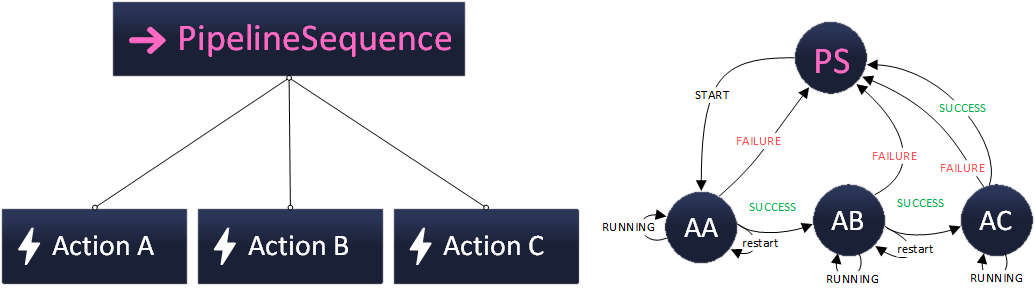 PipelineSequence
Action A
Action B
Action C
PS
START
SUCCESS
FAILURE
FAILURE
FAILURE
SUCCESS
SUCCESS
AA
AB
AC
RUNNING
restart
restart
RUNNING
RUNNING